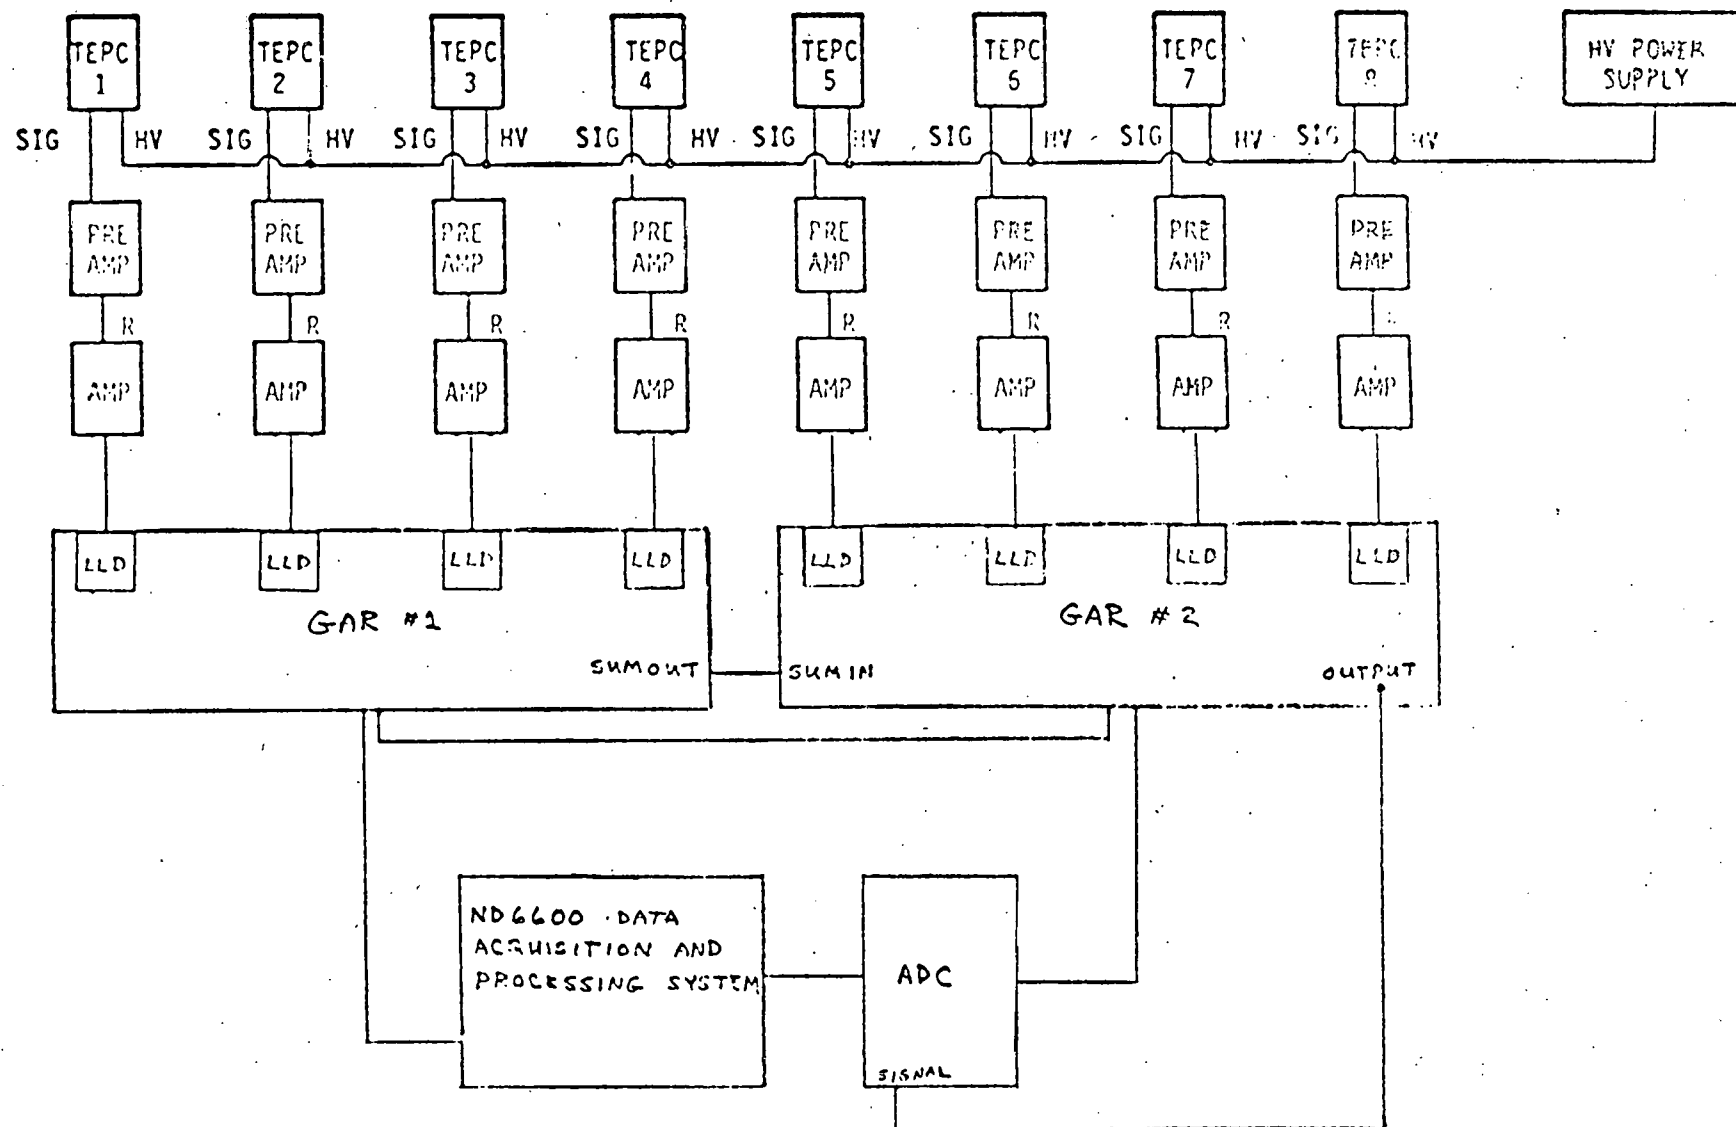 TEPC
1
TEPC
2
TEPC
3
TEPC
4
TEPC
5
TEPC
6
TEPC
7
TEPC
8
HV POWER
SUPPLY
SIG HV SIG HV SIG HV SIG HV SIG HV SIG HV SIG HV SIG HV
PRE
AMP
PRE
AMP
PRE
AMP
PRE
AMP
PRE
AMP
PRE
AMP
PRE
AMP
PRE
AMP
R R R R R R R
AMP AMP AMP AMP AMP AMP AMP AMP
LLD LLD LLD LLD LLD LLD LLD LLD
GAR #1
GAR #2
SUMOUT
SUMIN
OUTPUT
ND6600 DATA
ACQUISITION AND
PROCESSING SYSTEM
ADC
SIGNAL